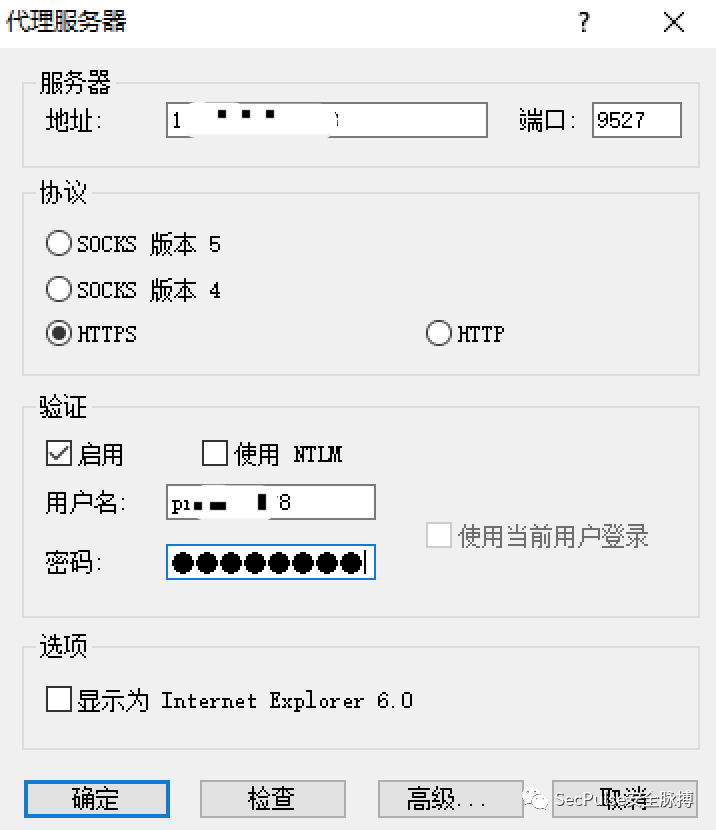 代理服务器
服务器
地址: 1 端口: 9527
协议
SOCKS 版本 5
SOCKS 版本 4
HTTPS HTTP
验证
启用 使用 NTLM
用户名: 8
使用当前用户登录
密码:
选项
显示为 Internet Explorer 6.0
确定 检查 高级... 取消
SecPulse安全脉搏